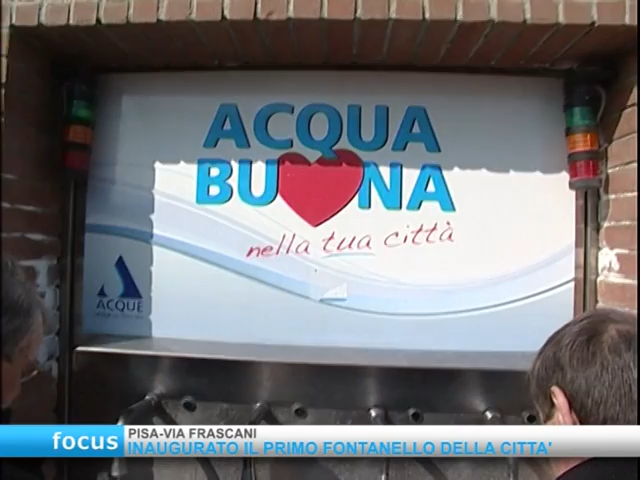 ACQUA
BUONA
nella tua città
ACQUE
focus
PISA-VIA FRASCANI
INAUGURATO IL PRIMO FONTANELLO DELLA CITTA'